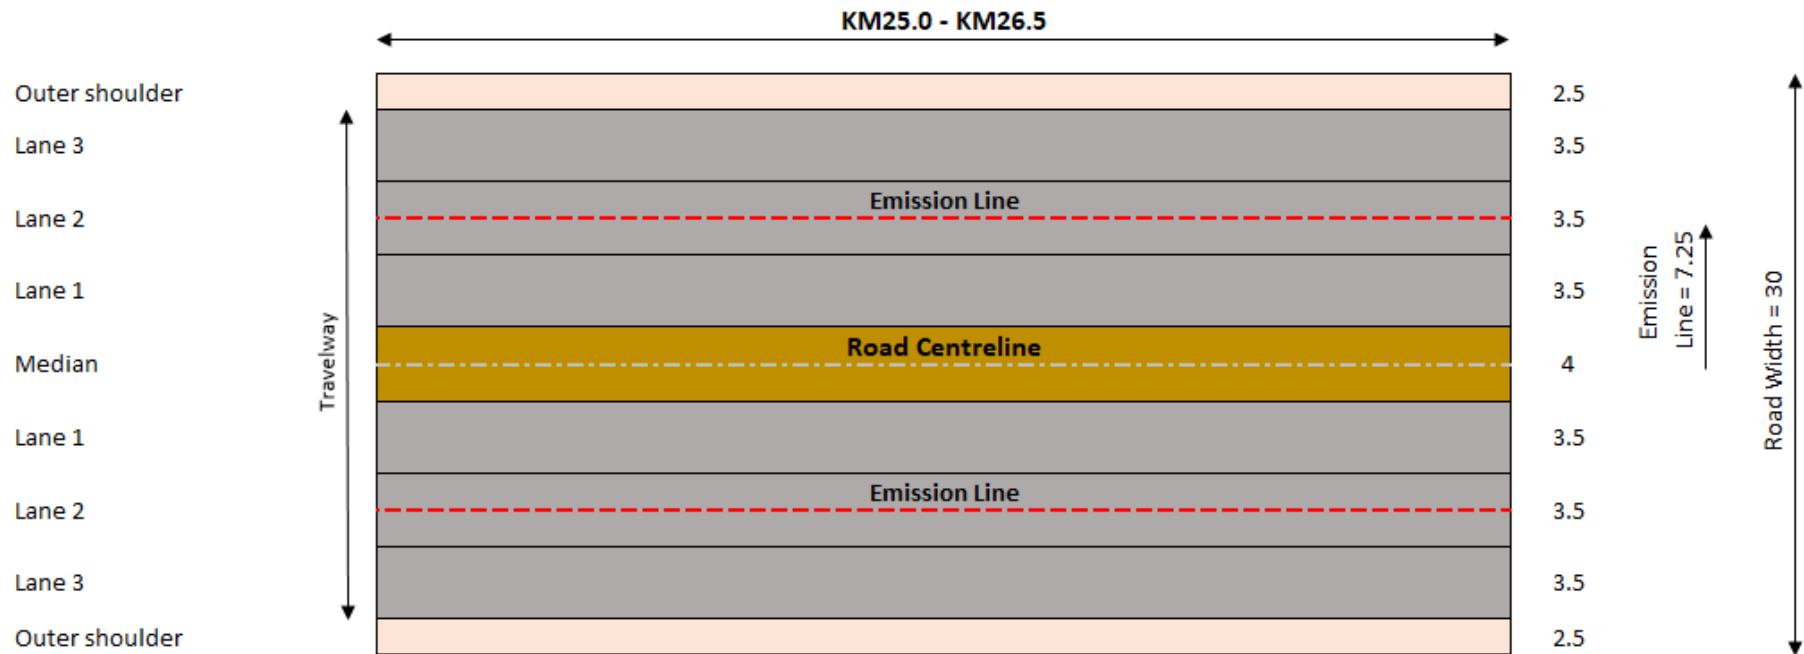 KM25.0 - KM26.5
Outer shoulder 2.5
Lane 3 3.5
Emission Line
Lane 2 3.5
Lane 1 3.5
Road Centreline
Median 4
Lane 1 3.5
Emission Line
Lane 2 3.5
Lane 3 3.5
Outer shoulder 2.5
Travelway
Emission
Line = 7.25
Road Width = 30